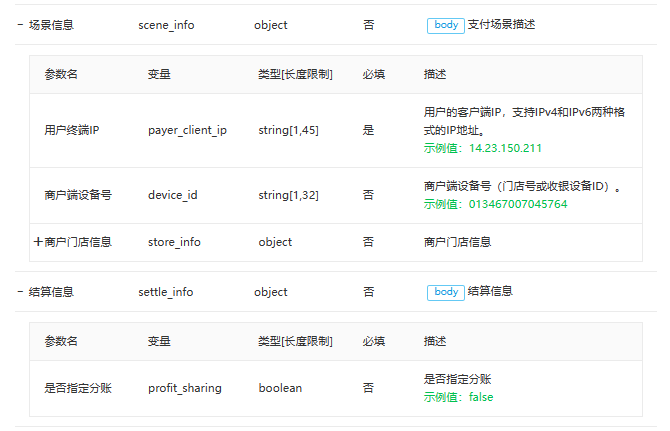 − 场景信息 scene_info object 否 body 支付场景描述
参数名 变量 类型[长度限制] 必填 描述
用户终端IP payer_client_ip string[1,45] 是 用户的客户端IP，支持IPv4和IPv6两种格
式的IP地址。
示例值：14.23.150.211
商户端设备号 device_id string[1,32] 否 商户端设备号（门店号或收银设备ID）。
示例值：013467007045764
+商户门店信息 store_info object 否 商户门店信息
− 结算信息 settle_info object 否 body 结算信息
参数名 变量 类型[长度限制] 必填 描述
是否指定分账 profit_sharing boolean 否 是否指定分账
示例值：false